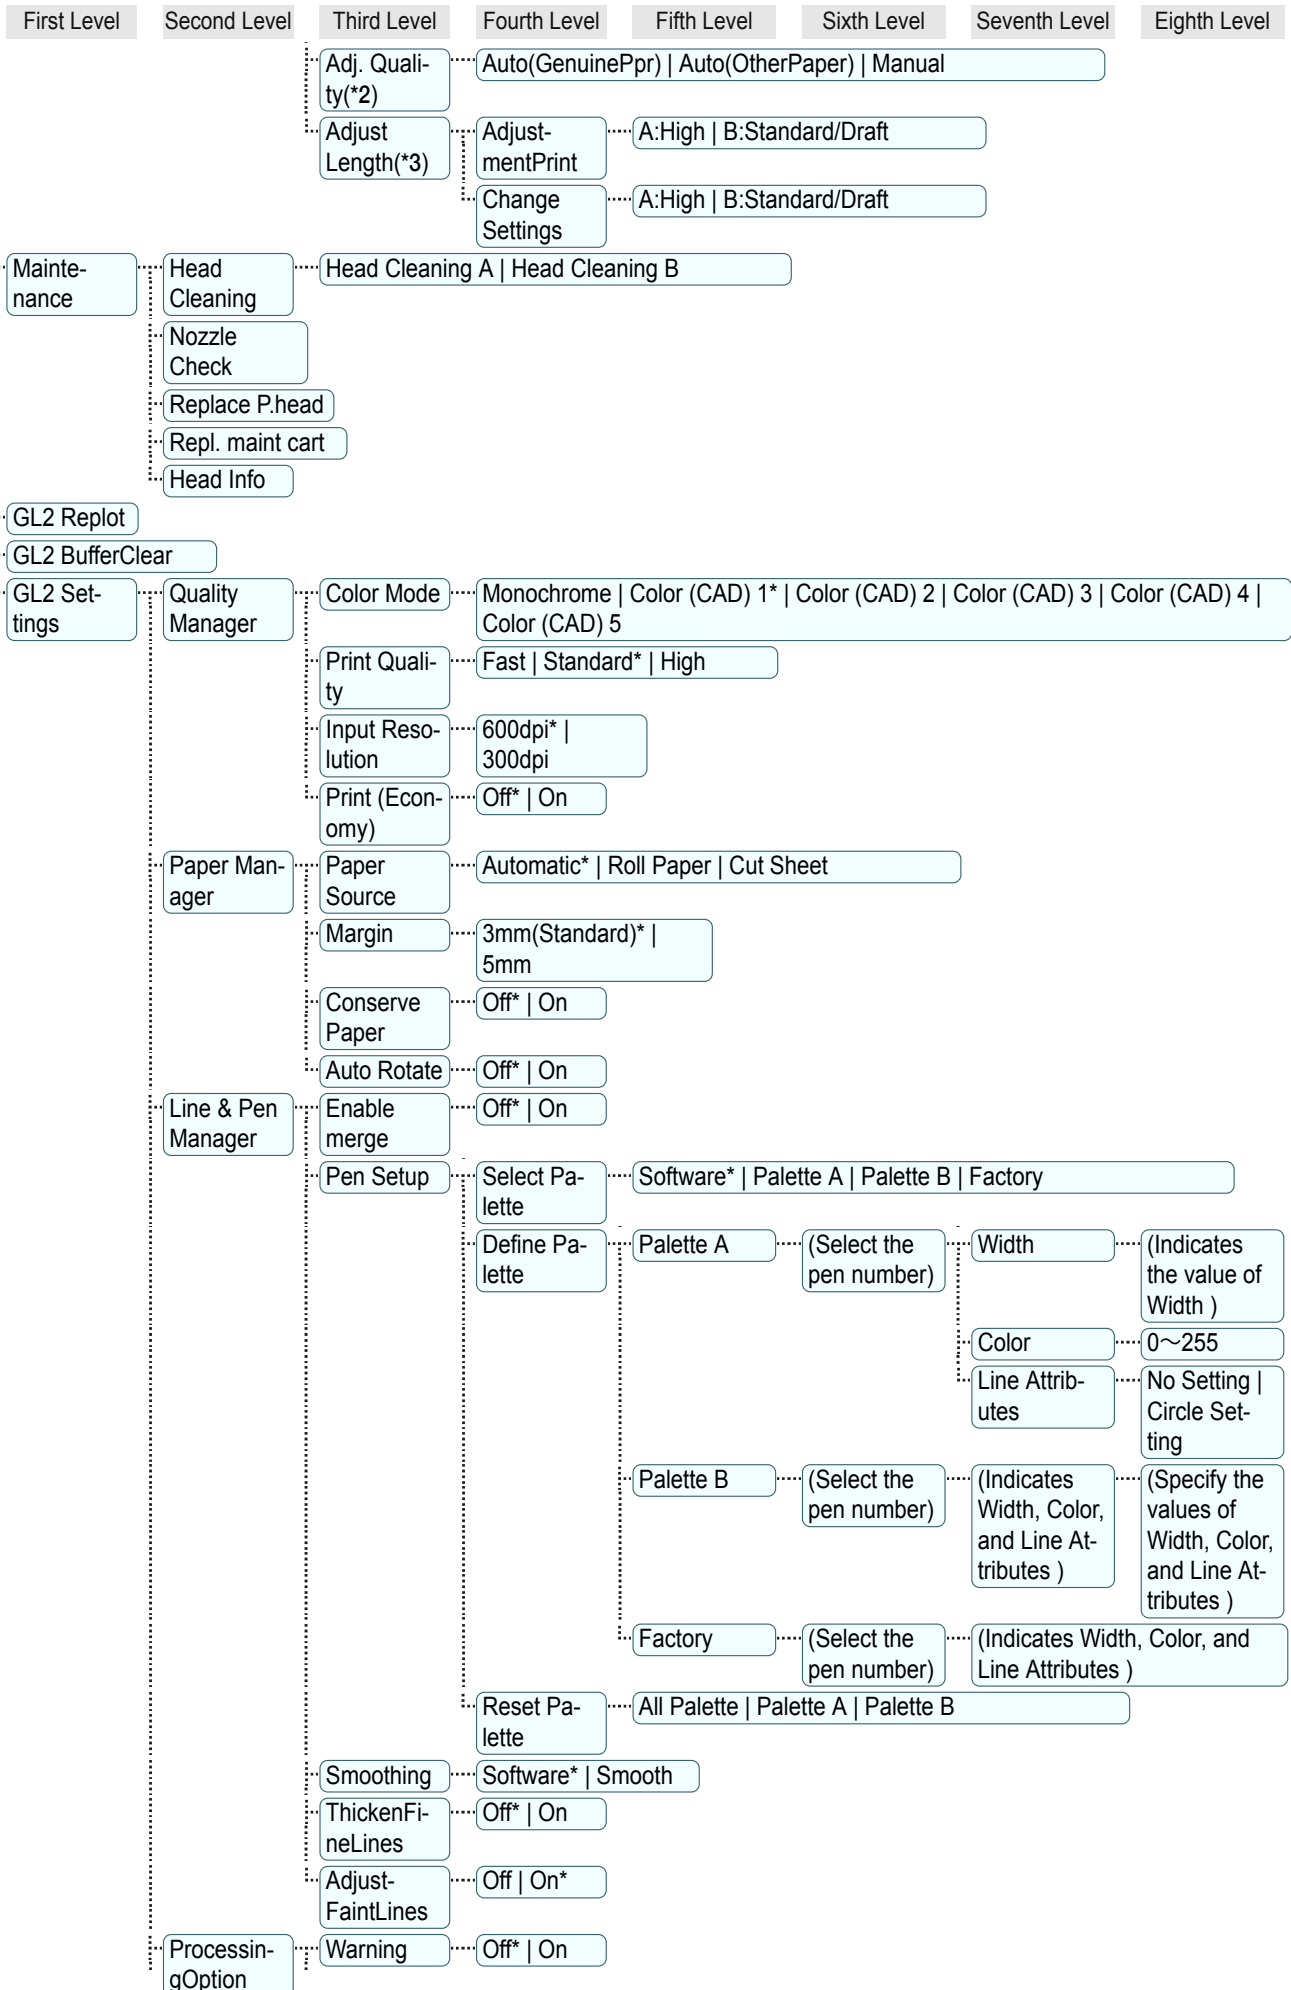 First Level Second Level Third Level Fourth Level Fifth Level Sixth Level Seventh Level Eighth Level
Adj. Quali-
ty(*2)
Auto(GenuinePpr) | Auto(OtherPaper) | Manual
Adjust
Length(*3)
Adjust-
mentPrint
A:High | B:Standard/Draft
Change
Settings
A:High | B:Standard/Draft
Mainte-
nance
Head
Cleaning
Head Cleaning A | Head Cleaning B
Nozzle
Check
Replace P.head
Repl. maint cart
Head Info
GL2 Replot
GL2 BufferClear
GL2 Set-
tings
Quality
Manager
Color Mode
Monochrome | Color (CAD) 1* | Color (CAD) 2 | Color (CAD) 3 | Color (CAD) 4 |
Color (CAD) 5
Print Quali-
ty
Fast | Standard* | High
Input Reso-
lution
600dpi* |
300dpi
Print (Econ-
omy)
Off* | On
Paper Man-
ager
Paper
Source
Automatic* | Roll Paper | Cut Sheet
Margin
3mm(Standard)* |
5mm
Conserve
Paper
Off* | On
Auto Rotate
Off* | On
Line & Pen
Manager
Enable
merge
Off* | On
Pen Setup
Select Pa-
lette
Software* | Palette A | Palette B | Factory
Define Pa-
lette
Palette A
(Select the
pen number)
Width
(Indicates
the value of
Width )
Color
0～255
Line Attrib-
utes
No Setting |
Circle Set-
ting
Palette B
(Select the
pen number)
(Indicates
Width, Color,
and Line At-
tributes )
(Specify the
values of
Width, Color,
and Line At-
tributes )
Factory
(Select the
pen number)
(Indicates Width, Color, and
Line Attributes )
Reset Pa-
lette
All Palette | Palette A | Palette B
Smoothing
Software* | Smooth
ThickenFi-
neLines
Off* | On
Adjust-
FaintLines
Off | On*
Processin-
gOption
Warning
Off* | On